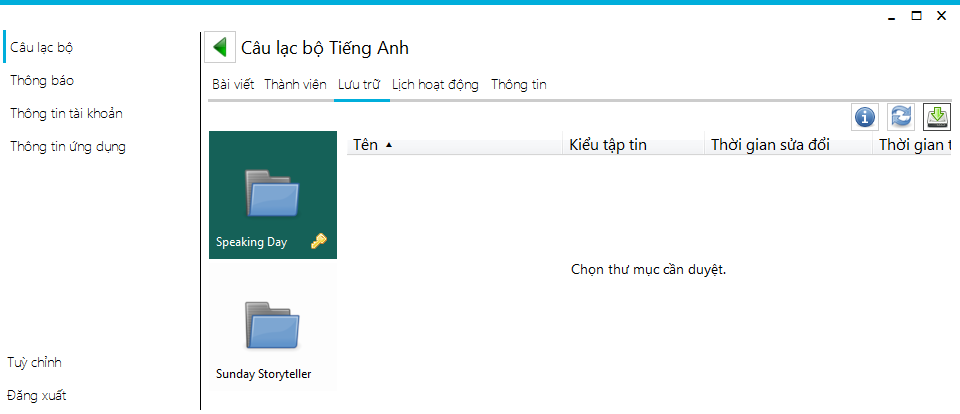 Câu lạc bộ
Thông báo
Thông tin tài khoản
Thông tin ứng dụng
Tuỳ chỉnh
Đăng xuất
Câu lạc bộ Tiếng Anh
Bài viết Thành viên Lưu trữ Lịch hoạt động Thông tin
Speaking Day
Sunday Storyteller
Tên Kiểu tập tin Thời gian sửa đổi Thời gian t
Chọn thư mục cần duyệt.